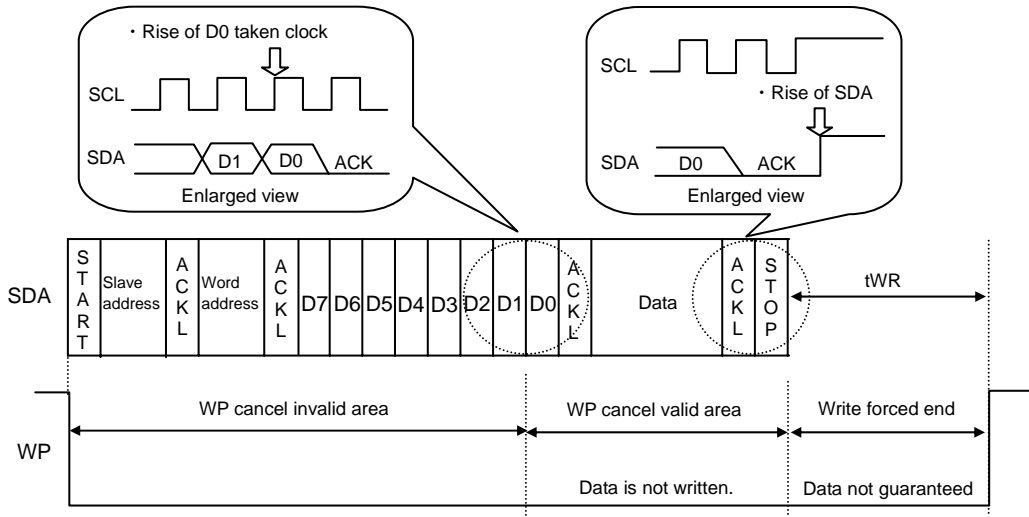 ・Rise of D0 taken clock
SCL
SDA
D1
D0
ACK
Enlarged view
SCL
・Rise of SDA
SDA
D0
ACK
Enlarged view
SDA
START
Slave address
ACKL
Word address
ACKL
D7
D6
D5
D4
D3
D2
D1
D0
ACKL
Data
ACKL
STOP
tWR
WP
WP cancel invalid area
WP cancel valid area
Write forced end
Data is not written.
Data not guaranteed